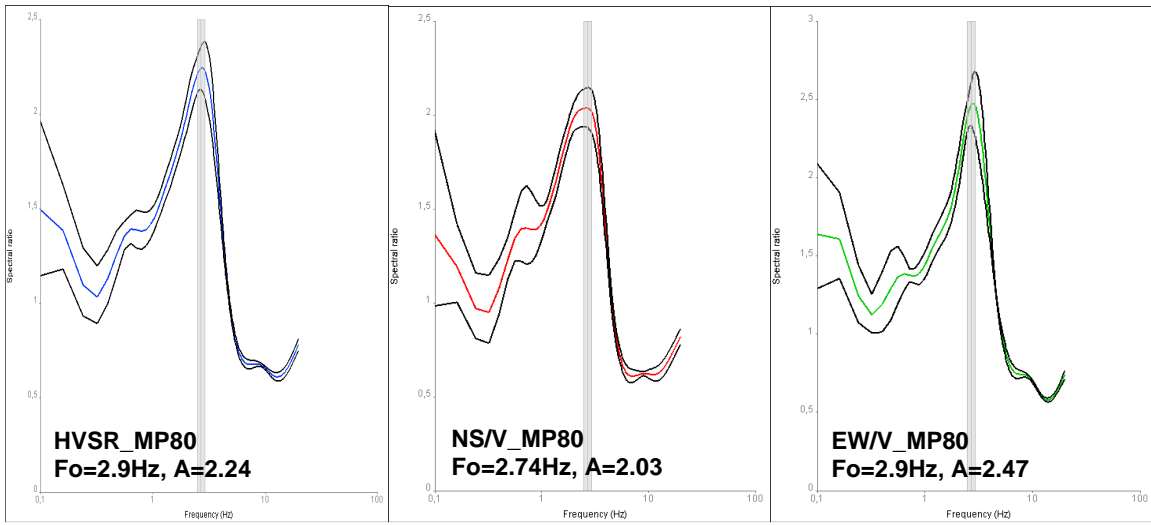 2,5
2
1,5
1
0,5
0
Spectral ratio
0,1
1
10
100
Frequency (Hz)
HVSR_MP80
Fo=2.9Hz, A=2.24
2,5
2
1,5
1
0,5
0
Spectral ratio
0,1
1
10
100
Frequency (Hz)
NS/V_MP80
Fo=2.74Hz, A=2.03
3
2,5
2
1,5
1
0,5
0
Spectral ratio
0,1
1
10
100
Frequency (Hz)
EW/V_MP80
Fo=2.9Hz, A=2.47